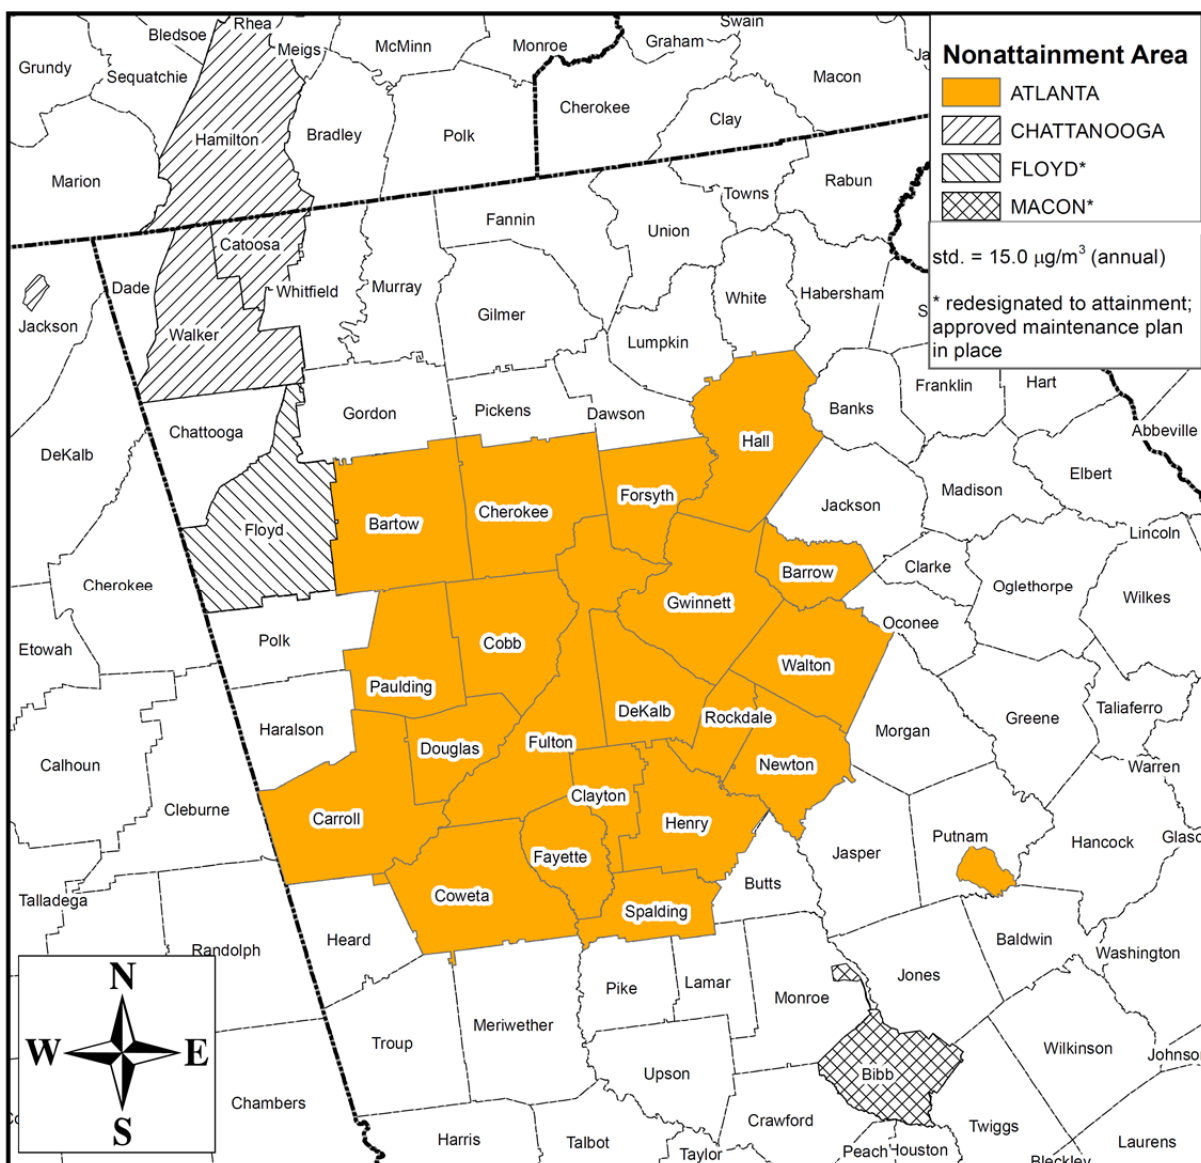 Rhea
Swain
Bledsoe
Meigs
McMinn
Monroe
Graham
Grundy
Sequatchie
Macon
Ja
Cherokee
Clay
Hamilton
Bradley
Polk
Marion
Rabun
Towns
Fannin
Union
Catoosa
Dade
Whitfield
Murray
White
Habersham
S
Jackson
Walker
Gilmer
Lumpkin
Franklin
Hart
Gordon
Pickens
Dawson
Banks
Chattooga
Hall
Abbeville
DeKalb
Elbert
Forsyth
Madison
Bartow
Cherokee
Jackson
Floyd
Lincoln
Barrow
Clarke
Cherokee
Oglethorpe
Wilkes
Gwinnett
Oconee
Polk
Cobb
Etowah
Walton
Paulding
Taliaferro
DeKalb
Rockdale
Greene
Haralson
Morgan
Fulton
Douglas
Calhoun
Newton
Warren
Clayton
Cleburne
Carroll
Henry
Putnam
Glasc
Hancock
Jasper
Fayette
Butts
Coweta
Talladega
Spalding
Heard
Baldwin
Randolph
Washington
Jones
Lamar
Pike
Monroe
Meriwether
Troup
Wilkinson
Johnson
Upson
Bibb
Chambers
Crawford
Twiggs
Harris
Talbot
Laurens
Taylor
Peach
Houston
Bleckley
Nonattainment Area
ATLANTA
CHATTANOOGA
FLOYD*
MACON*
std. = 15.0 µg/m³ (annual)
* redesignated to attainment;
approved maintenance plan
in place
N
W E
S